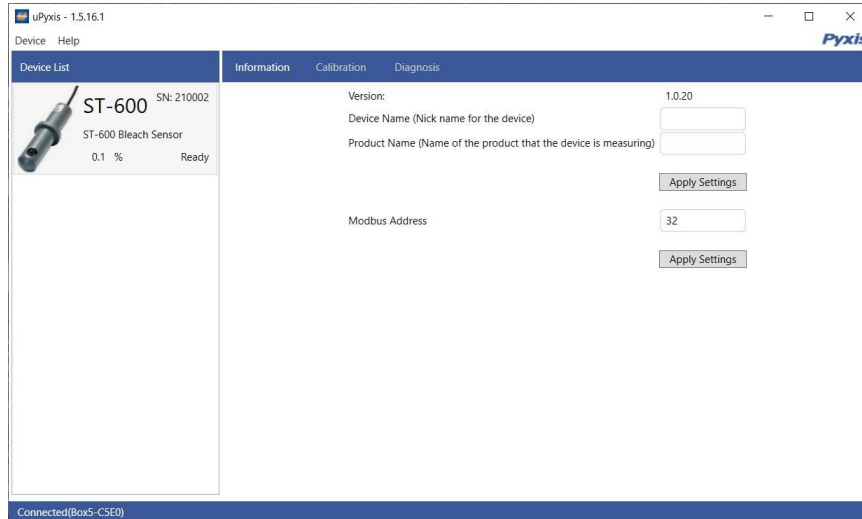 uPyxis - 1.5.16.1
Device Help
Pyxis
Device List
Information Calibration Diagnosis
ST-600 SN: 210002
ST-600 Bleach Sensor
0.1 % Ready
Version: 1.0.20
Device Name (Nick name for the device)
Product Name (Name of the product that the device is measuring)
Apply Settings
Modbus Address 32
Apply Settings
Connected(Box5-C5E0)